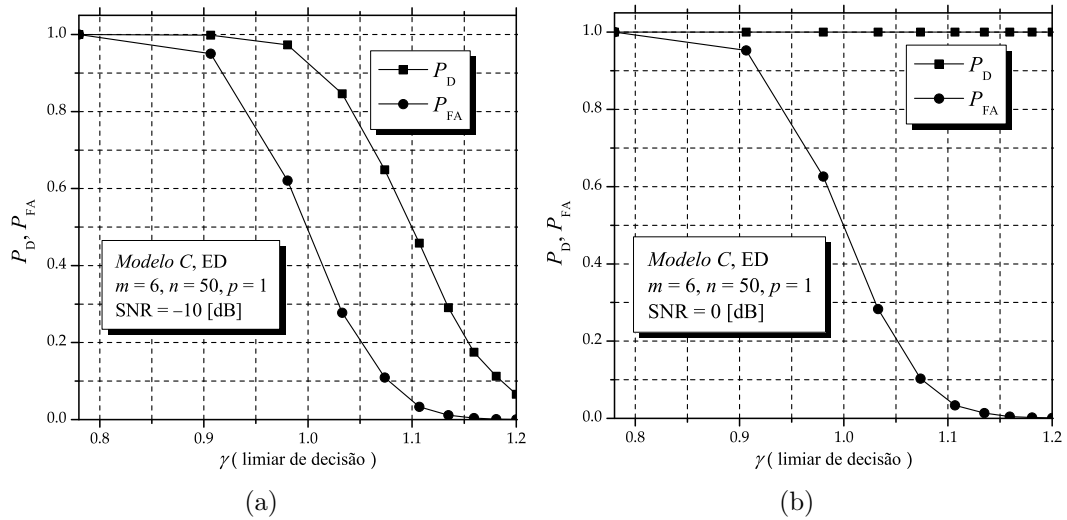 1.0
0.8
0.6
0.4
0.2
0.0
P_D, P_FA
P_D
P_FA
Modelo C, ED
m = 6, n = 50, p = 1
SNR = –10 [dB]
0.8 0.9 1.0 1.1 1.2
γ ( limiar de decisão )
(a)
1.0
0.8
0.6
0.4
0.2
0.0
P_D, P_FA
P_D
P_FA
Modelo C, ED
m = 6, n = 50, p = 1
SNR = 0 [dB]
0.8 0.9 1.0 1.1 1.2
γ ( limiar de decisão )
(b)